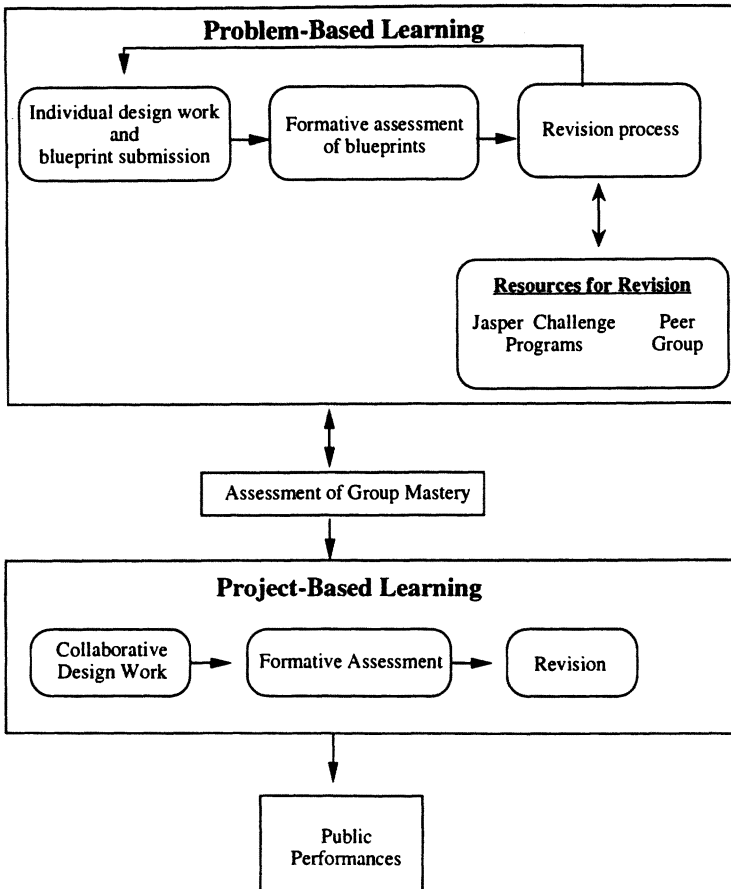 Problem-Based Learning
Individual design work
and
blueprint submission
Formative assessment
of blueprints
Revision process
Resources for Revision
Jasper Challenge
Programs
Peer
Group
Assessment of Group Mastery
Project-Based Learning
Collaborative
Design Work
Formative Assessment
Revision
Public
Performances